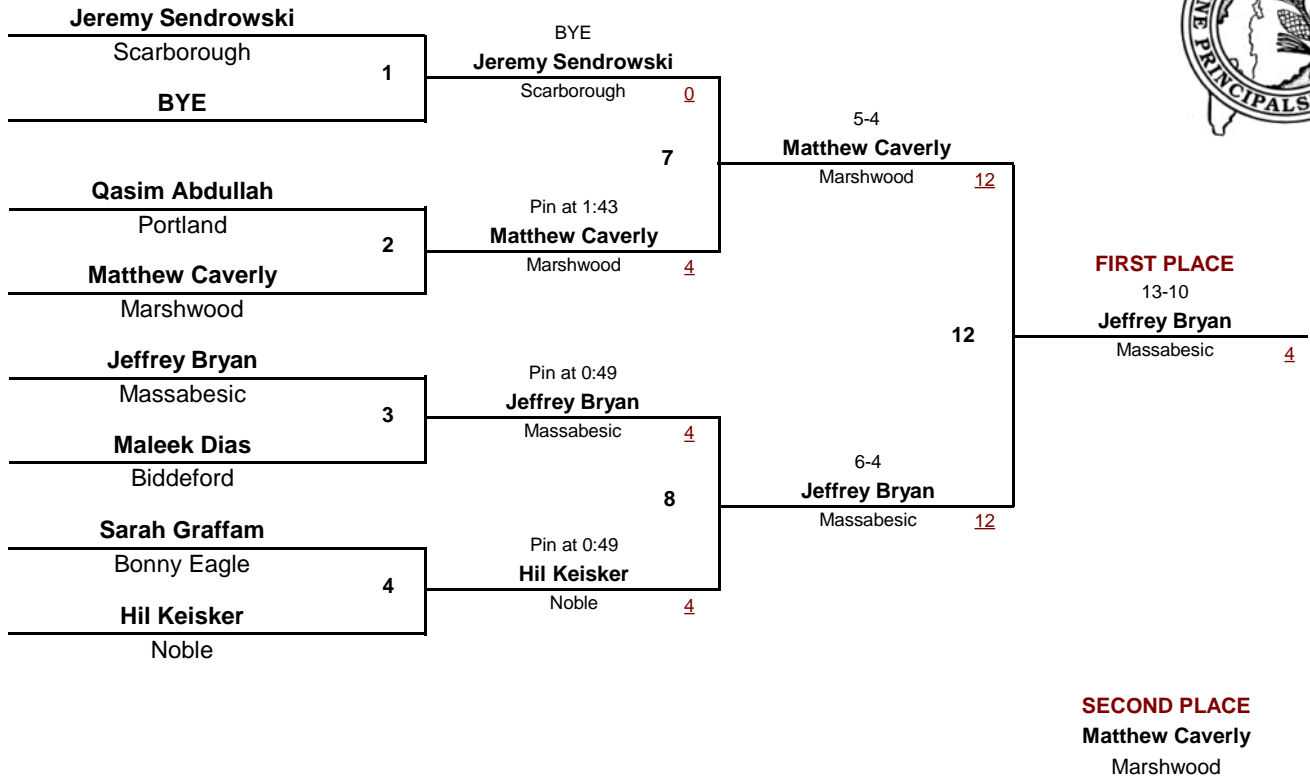 Jeremy Sendrowski
Scarborough
1
BYE
Qasim Abdullah
Portland
2
Matthew Caverly
Marshwood
Jeffrey Bryan
Massabesic
3
Maleek Dias
Biddeford
Sarah Graffam
Bonny Eagle
4
Hil Keisker
Noble
BYE
Jeremy Sendrowski
Scarborough 0
7
Pin at 1:43
Matthew Caverly
Marshwood 4
Pin at 0:49
Jeffrey Bryan
Massabesic 4
8
Pin at 0:49
Hil Keisker
Noble 4
5-4
Matthew Caverly
Marshwood 12
12
6-4
Jeffrey Bryan
Massabesic 12
FIRST PLACE
13-10
Jeffrey Bryan
Massabesic 4
SECOND PLACE
Matthew Caverly
Marshwood
NE PRINCIPALS